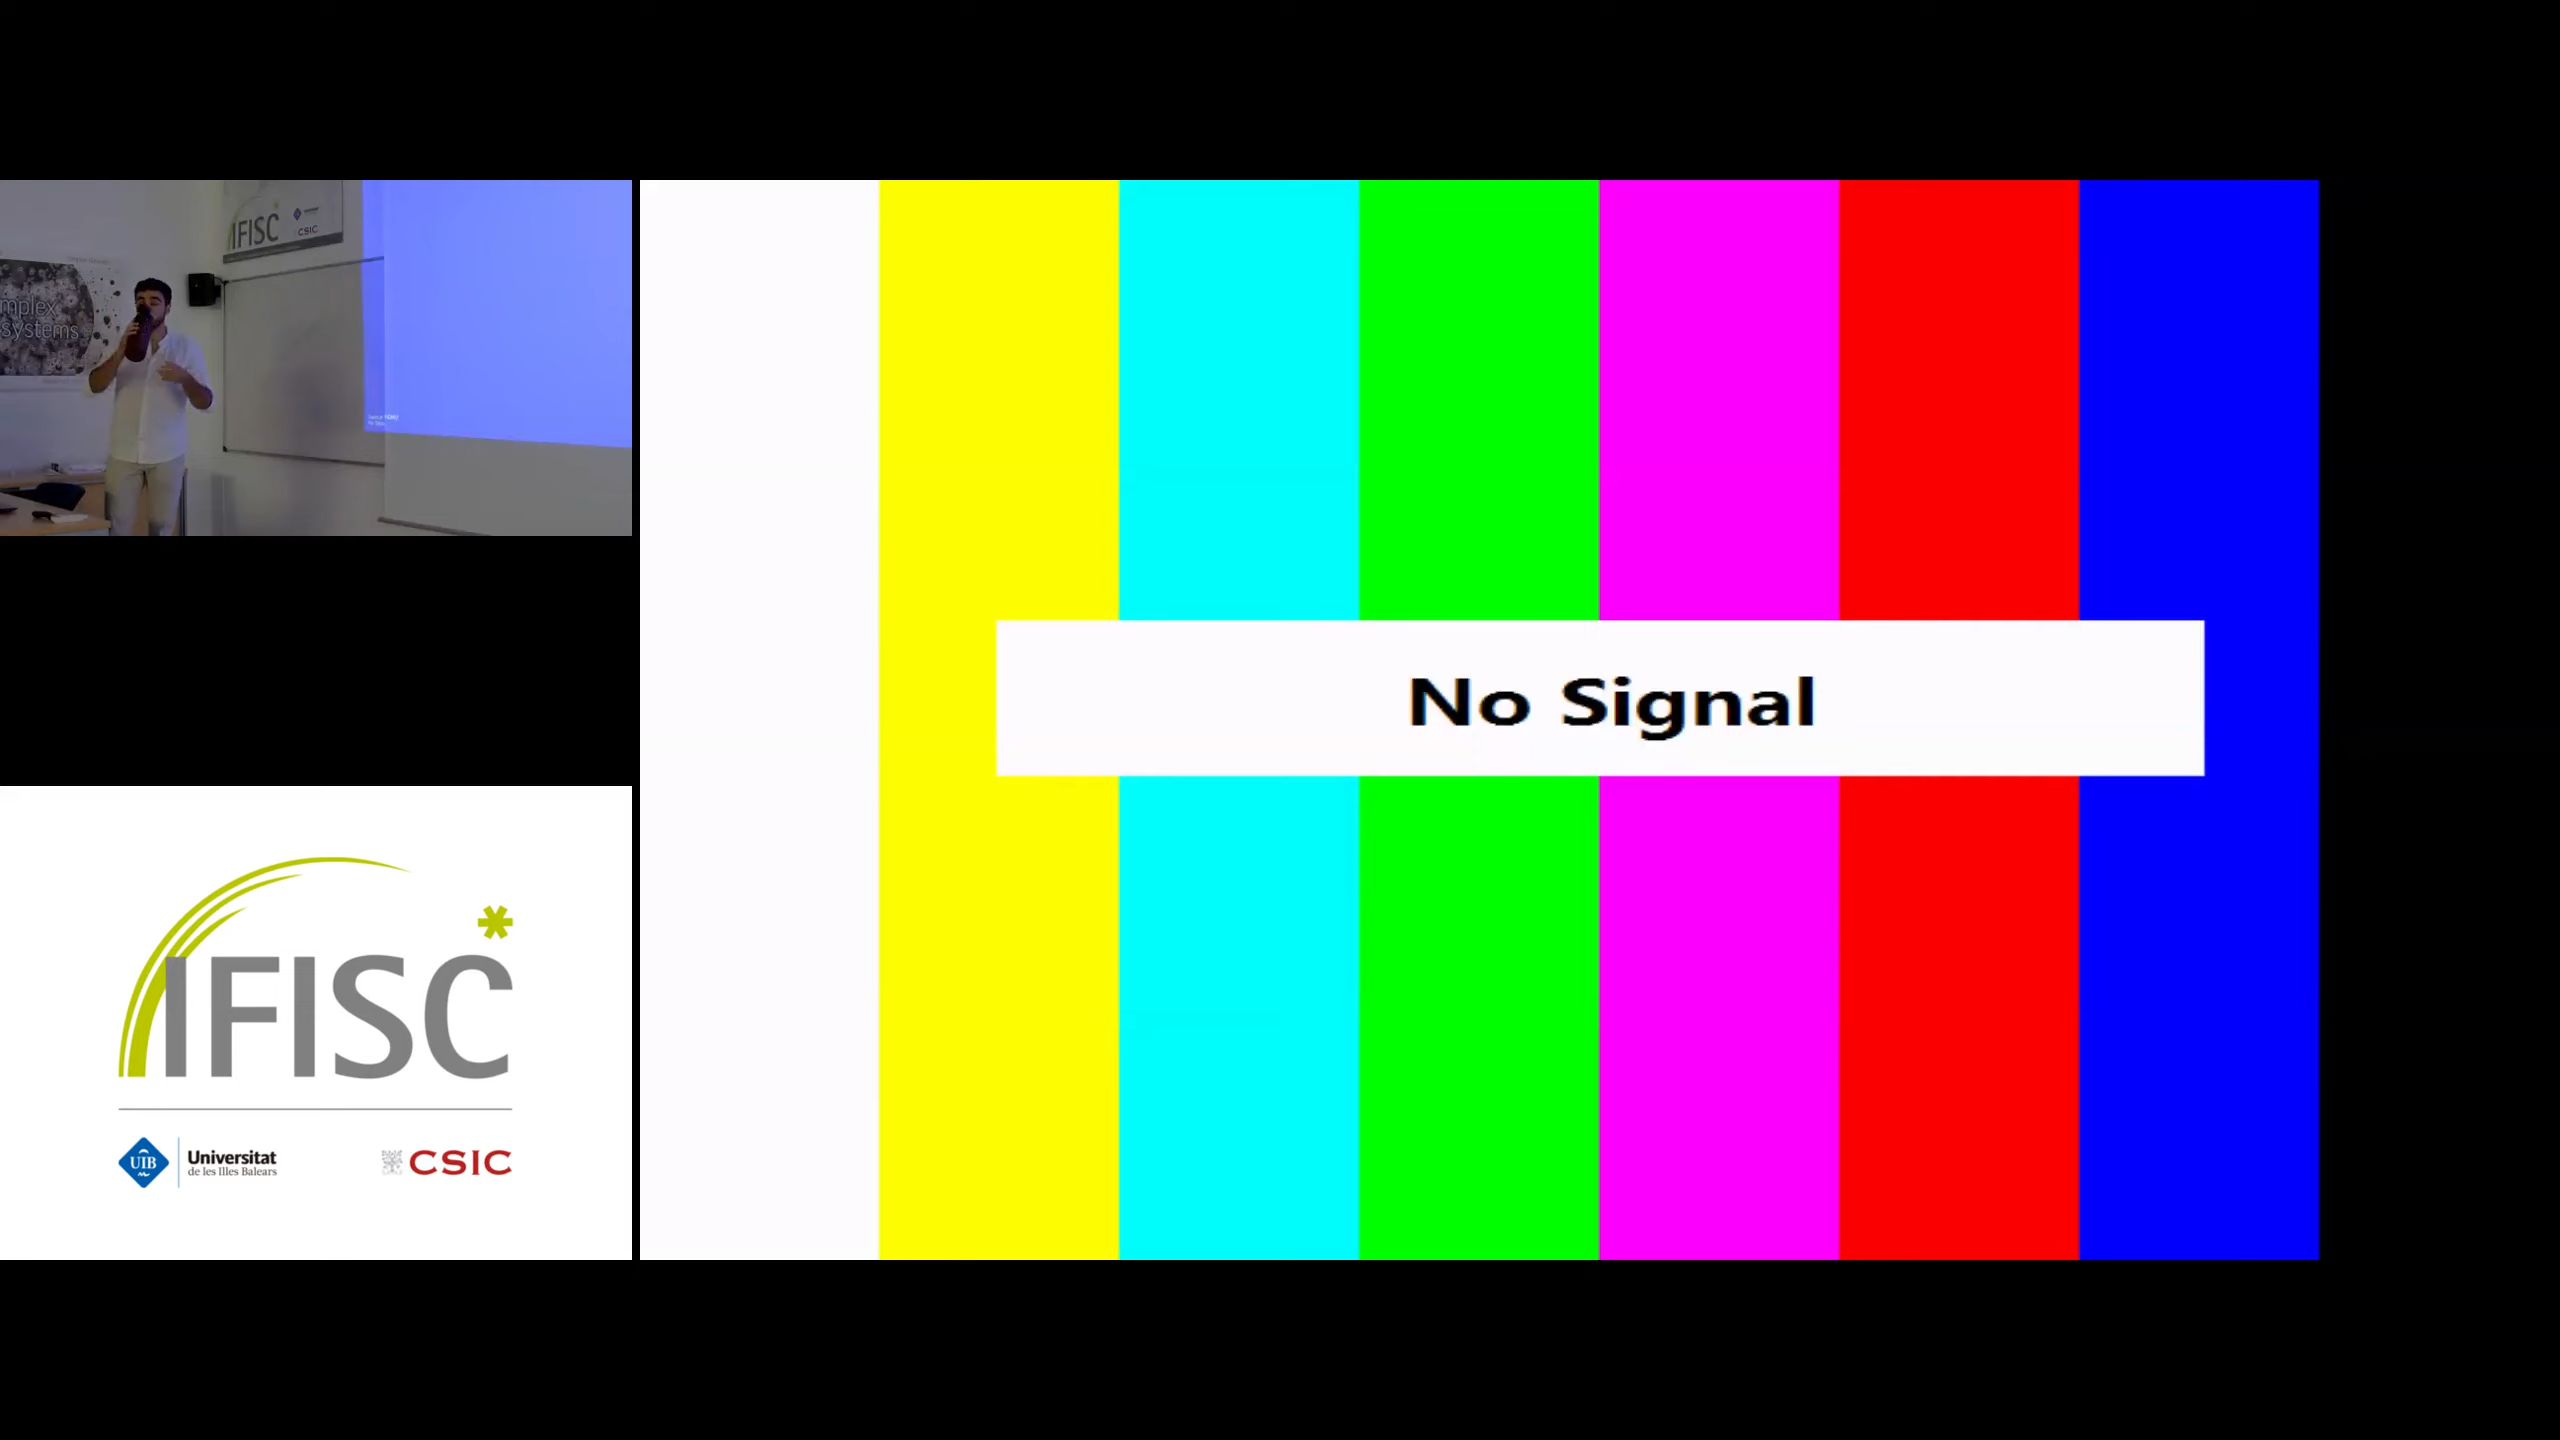 IFISC
CSIC
mplex
systems
No Signal
IFISC
UIB
Universitat
de les Illes Balears
CSIC